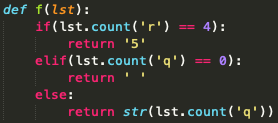 def f(lst):
    if(lst.count('r') == 4):
        return '5'
    elif(lst.count('q') == 0):
        return ' '
    else:
        return str(lst.count('q'))